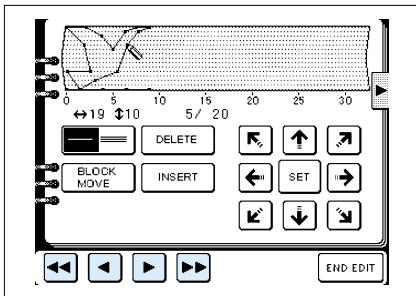 0 5 10 15 20 25 30
↔19 ↕10 5/ 20
DELETE
BLOCK
MOVE
INSERT
SET
END EDIT